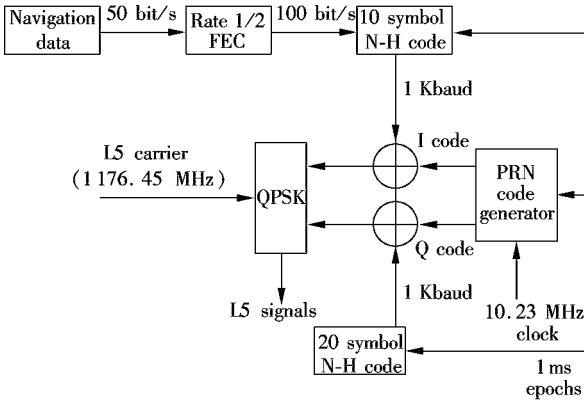 Navigation
data
50 bit/s
Rate 1/2
FEC
100 bit/s
10 symbol
N-H code
1 Kbaud
I code
L5 carrier
(1 176. 45 MHz)
QPSK
PRN
code
generator
Q code
1 Kbaud
L5 signals
10. 23 MHz
clock
20 symbol
N-H code
1 ms
epochs